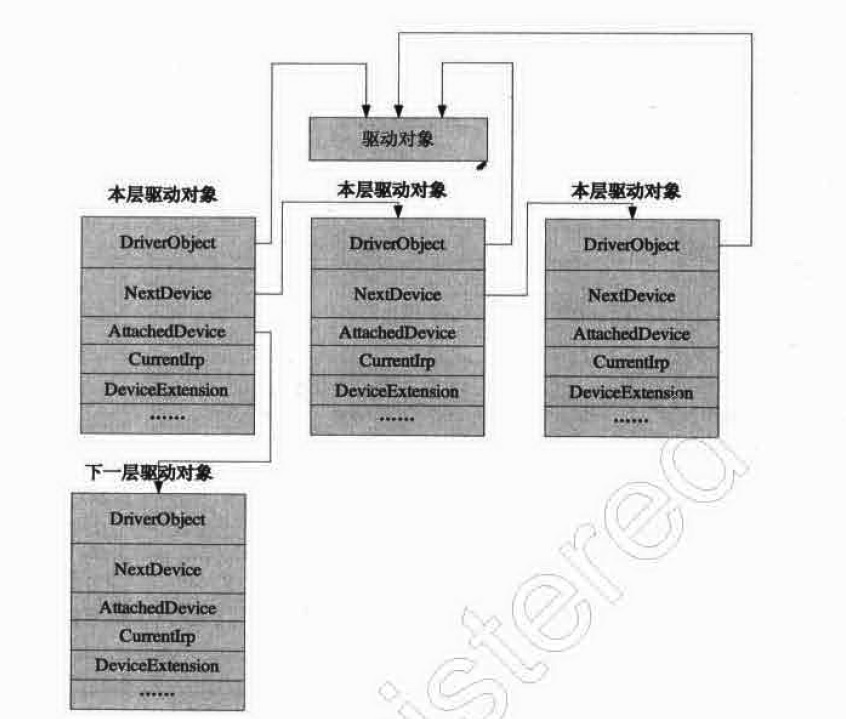 驱动对象
本层驱动对象
本层驱动对象
本层驱动对象
DriverObject
NextDevice
AttachedDevice
CurrentIrp
DeviceExtension
......
DriverObject
NextDevice
AttachedDevice
CurrentIrp
DeviceExtension
......
DriverObject
NextDevice
AttachedDevice
CurrentIrp
DeviceExtension
......
下一层驱动对象
DriverObject
NextDevice
AttachedDevice
CurrentIrp
DeviceExtension
......
istered